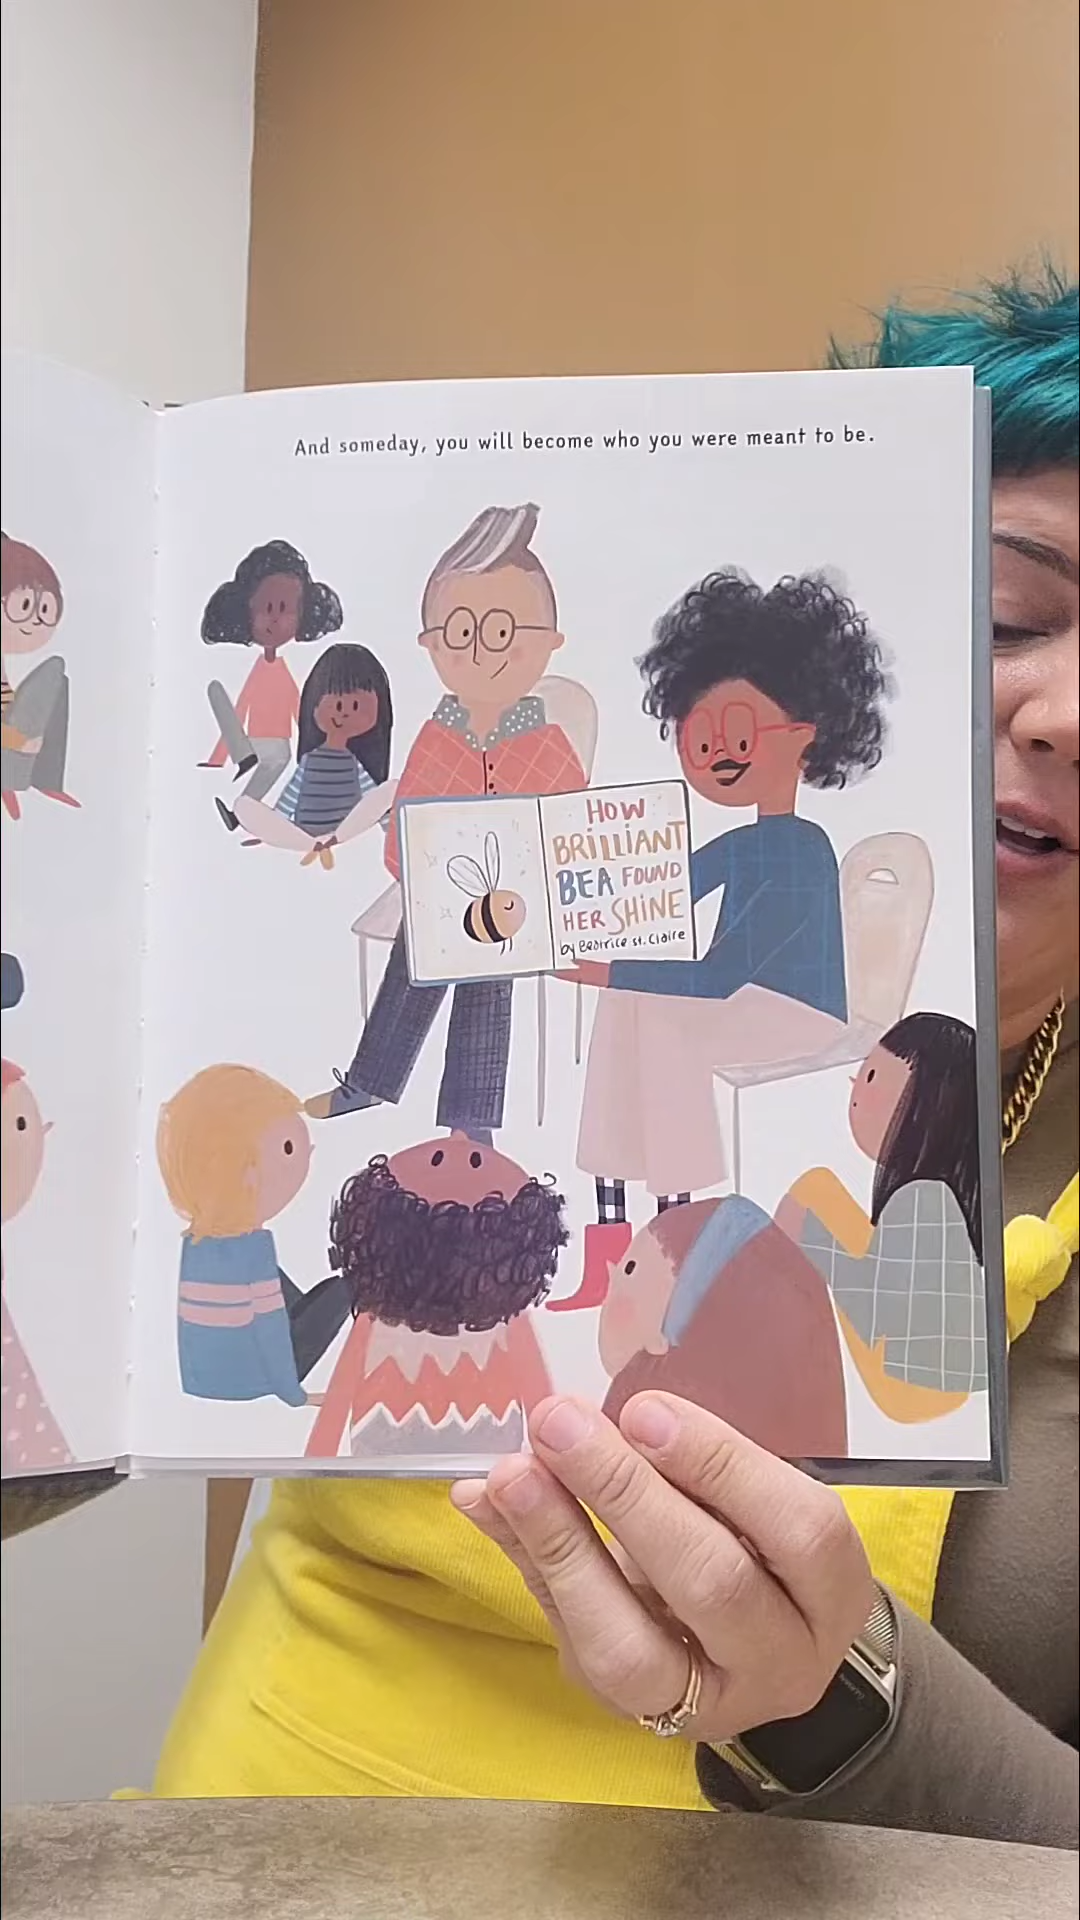 And someday, you will become who you were meant to be.
HOW
BRiLLiANT
BEA FOUND
HER SHiNE
by Beatrice st. Claire